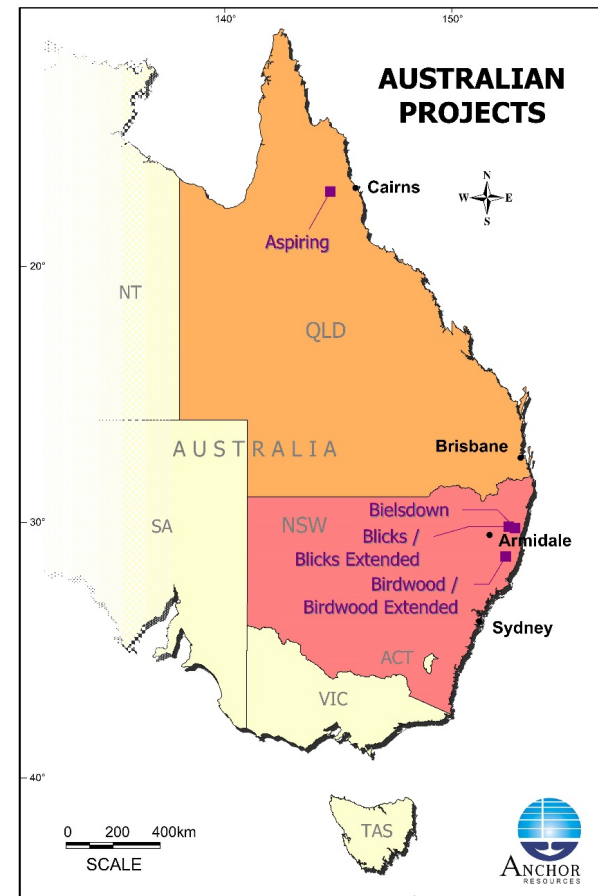 140°
150°
AUSTRALIAN
PROJECTS
N
W E
S
Cairns
Aspiring
20°
NT
QLD
AUSTRALIA
Brisbane
SA
NSW
Bielsdown
30°
Blicks /
Armidale
Blicks Extended
Birdwood /
Birdwood Extended
Sydney
ACT
VIC
40°
0 200 400km
SCALE
TAS
ANCHOR
RESOURCES